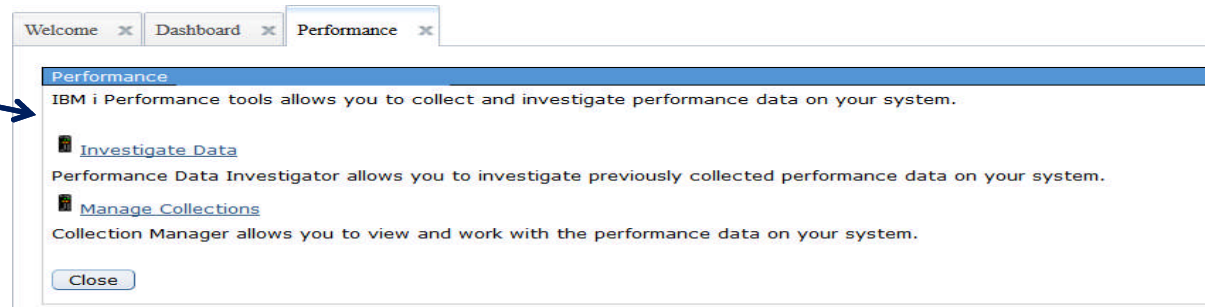 Welcome Dashboard Performance
Performance
IBM i Performance tools allows you to collect and investigate performance data on your system.
Investigate Data
Performance Data Investigator allows you to investigate previously collected performance data on your system.
Manage Collections
Collection Manager allows you to view and work with the performance data on your system.
Close